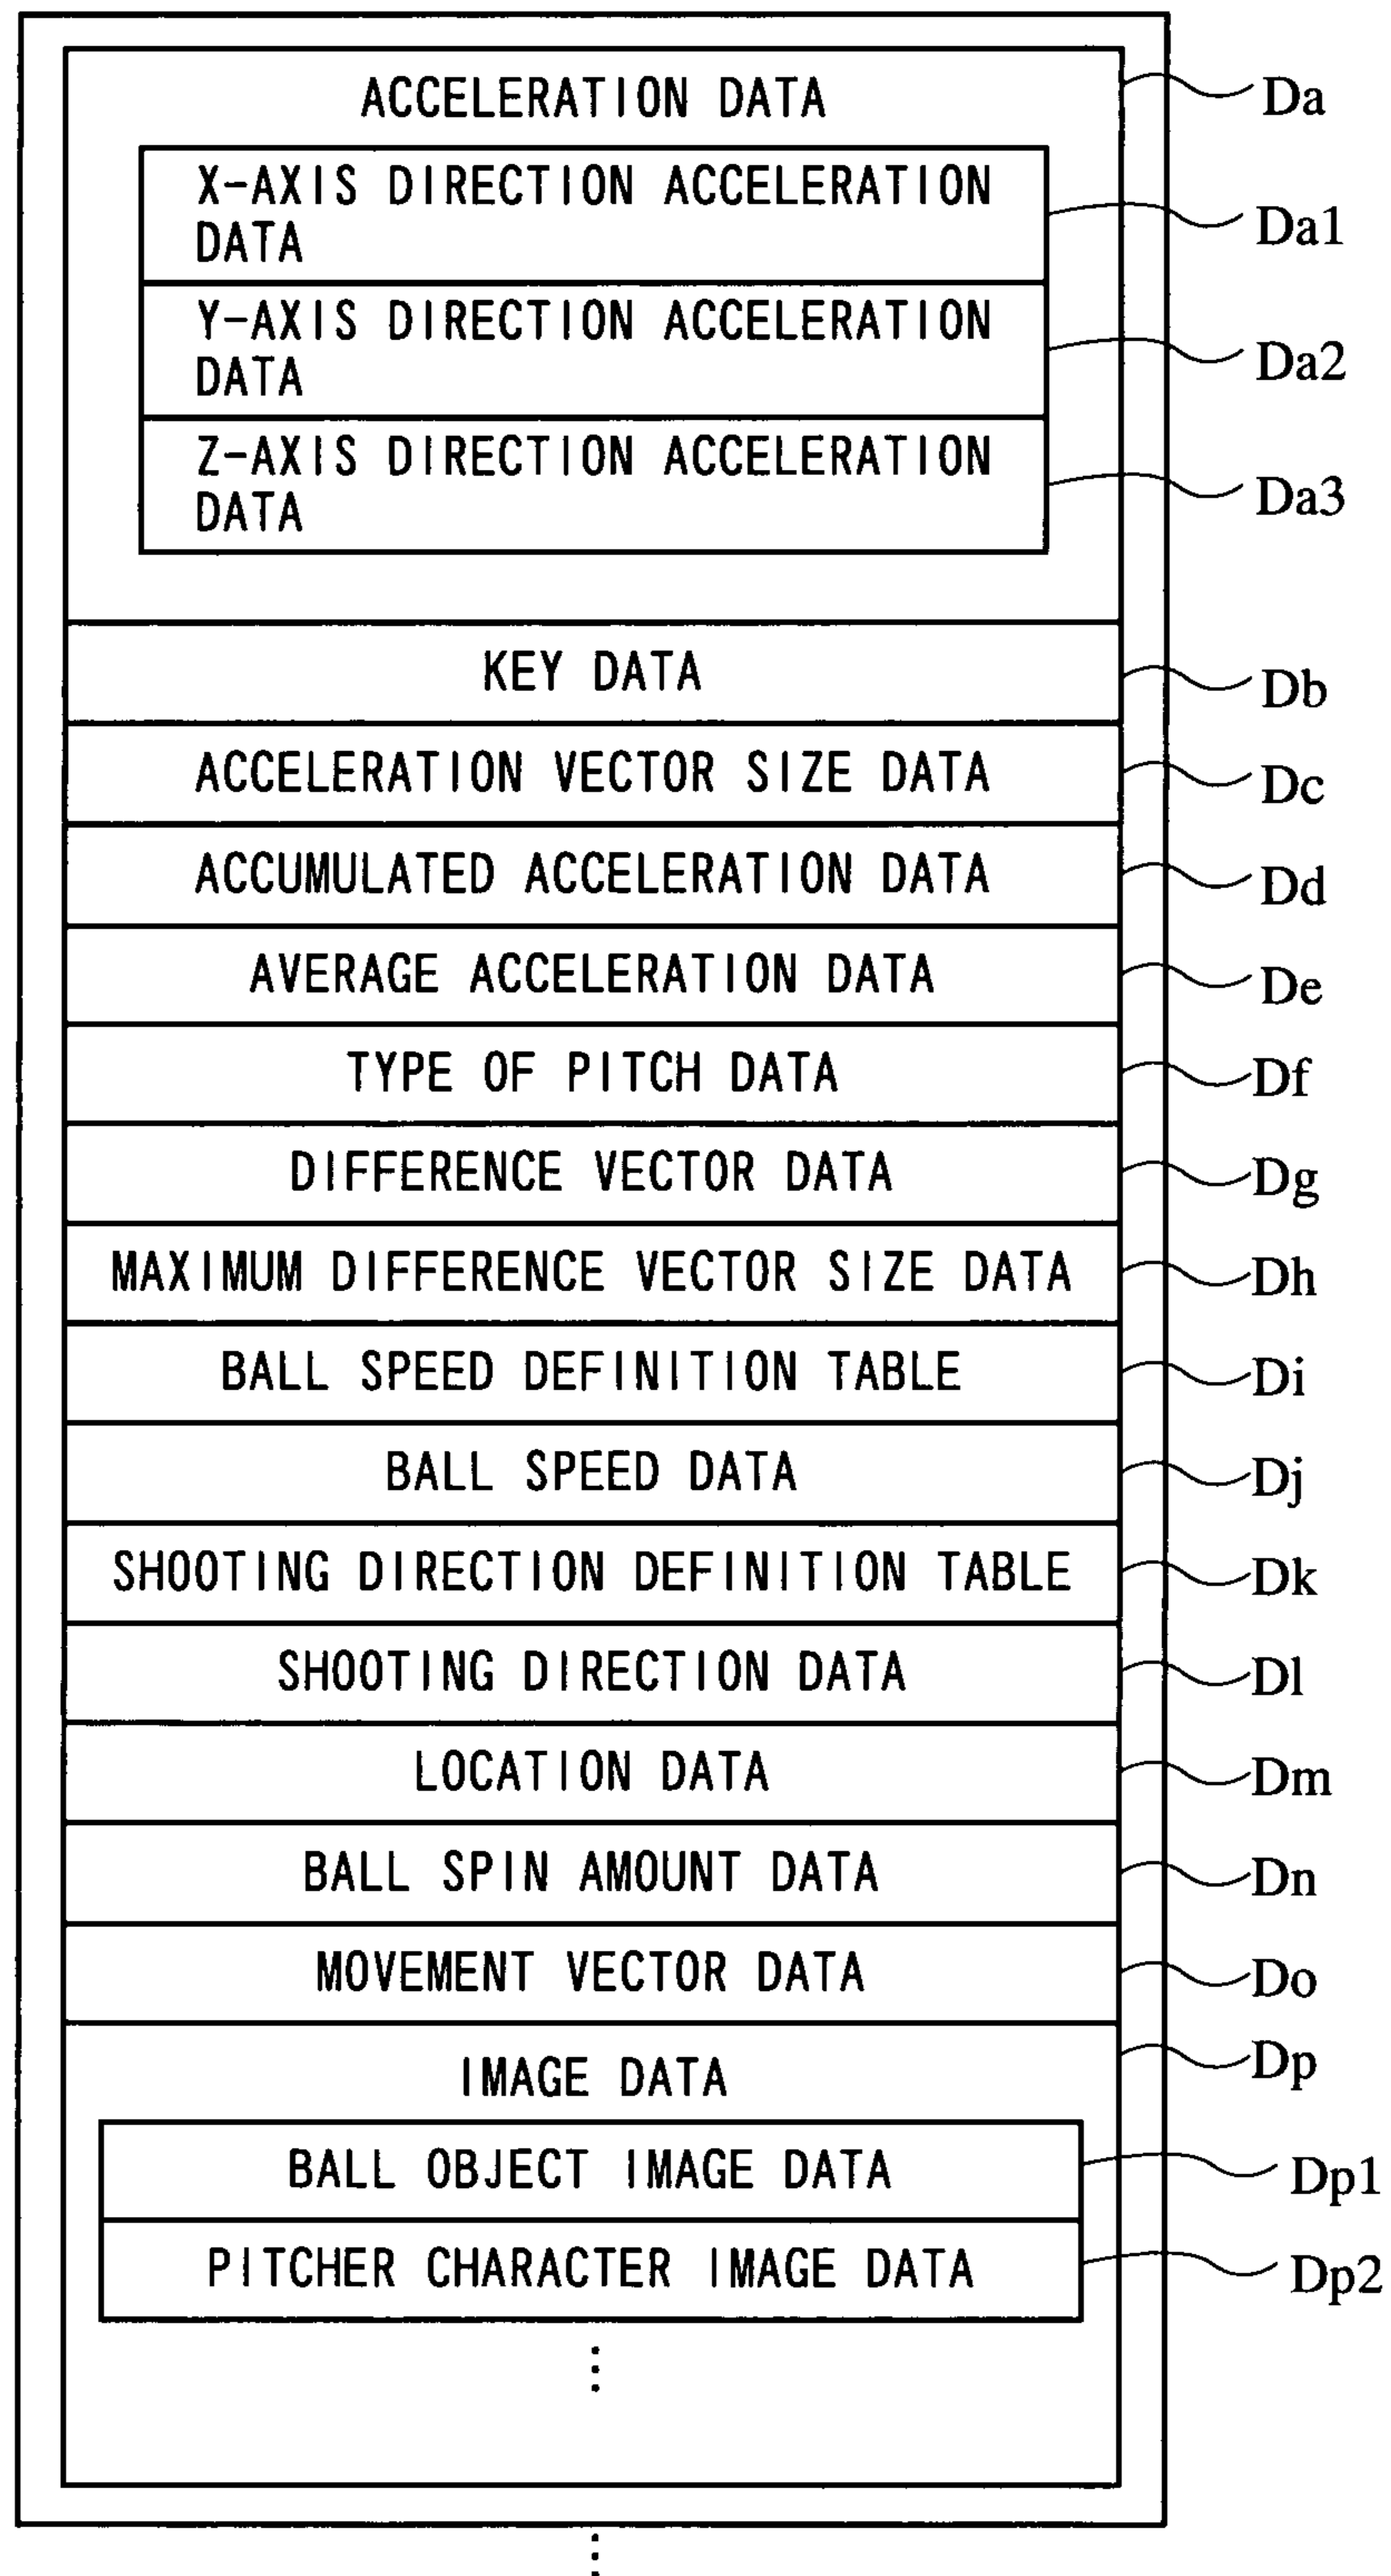 ACCELERATION DATA
Da
X-AXIS DIRECTION ACCELERATION
DATA
Da1
Y-AXIS DIRECTION ACCELERATION
DATA
Da2
Z-AXIS DIRECTION ACCELERATION
DATA
Da3
KEY DATA
Db
ACCELERATION VECTOR SIZE DATA
Dc
ACCUMULATED ACCELERATION DATA
Dd
AVERAGE ACCELERATION DATA
De
TYPE OF PITCH DATA
Df
DIFFERENCE VECTOR DATA
Dg
MAXIMUM DIFFERENCE VECTOR SIZE DATA
Dh
BALL SPEED DEFINITION TABLE
Di
BALL SPEED DATA
Dj
SHOOTING DIRECTION DEFINITION TABLE
Dk
SHOOTING DIRECTION DATA
Dl
LOCATION DATA
Dm
BALL SPIN AMOUNT DATA
Dn
MOVEMENT VECTOR DATA
Do
IMAGE DATA
Dp
BALL OBJECT IMAGE DATA
Dp1
PITCHER CHARACTER IMAGE DATA
Dp2